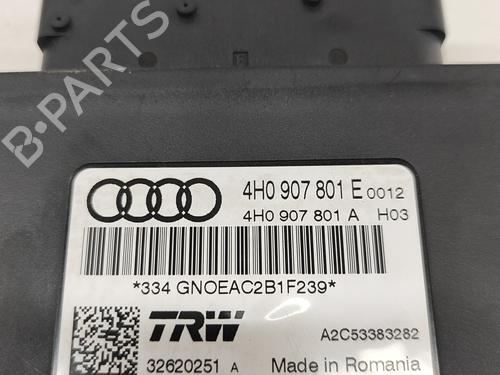 4H0 907 801 E 0012
4H0 907 801 A H03
*334 GNOEAC2B1F239*
TRW A2C53383282
32620251 A Made in Romania
B-PARTS